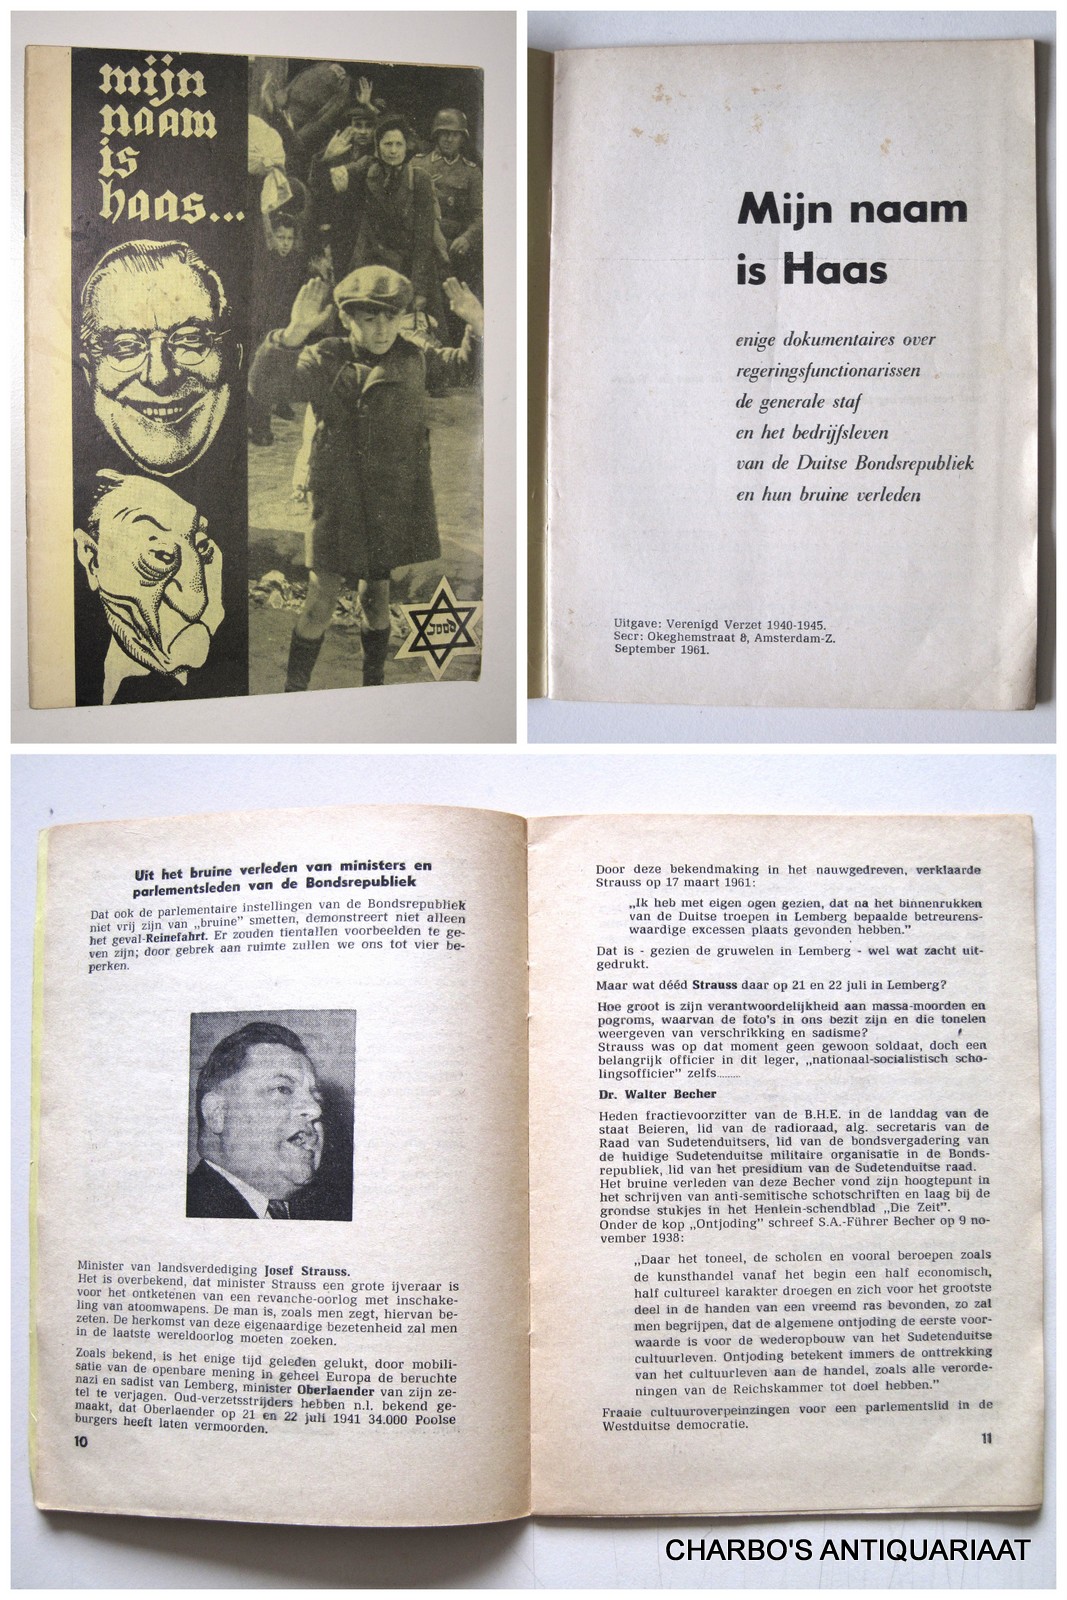 mijn
naam
is
haas...
Jood
Mijn naam
is Haas
enige dokumentaires over
regeringsfunctionarissen
de generale staf
en het bedrijfsleven
van de Duitse Bondsrepubliek
en hun bruine verleden
Uitgave: Verenigd Verzet 1940-1945.
Secr: Okeghemstraat 8, Amsterdam-Z.
September 1961.
Uit het bruine verleden van ministers en
parlementsleden van de Bondsrepubliek
Dat ook de parlementaire instellingen van de Bondsrepubliek
niet vrij zijn van „bruine” smetten, demonstreert niet alleen
het geval-Reinefahrt. Er zouden tientallen voorbeelden te ge-
ven zijn; door gebrek aan ruimte zullen we ons tot vier be-
perken.
Minister van landsverdediging Josef Strauss.
Het is overbekend, dat minister Strauss een grote ijveraar is
voor het ontketenen van een revanche-oorlog met inschake-
ling van atoomwapens. De man is, zoals men zegt, hiervan be-
zeten. De herkomst van deze eigenaardige bezetenheid zal men
in de laatste wereldoorlog moeten zoeken.
Zoals bekend, is het enige tijd geleden gelukt, door mobili-
satie van de openbare mening in geheel Europa de beruchte
nazi en sadist van Lemberg, minister Oberlaender van zijn ze-
tel te verjagen. Oud-verzetsstrijders hebben n.l. bekend ge-
maakt, dat Oberlaender op 21 en 22 juli 1941 34.000 Poolse
burgers heeft laten vermoorden.
10
Door deze bekendmaking in het nauwgedreven, verklaarde
Strauss op 17 maart 1961:
„Ik heb met eigen ogen gezien, dat na het binnenrukken
van de Duitse troepen in Lemberg bepaalde betreurens-
waardige excessen plaats gevonden hebben.”
Dat is - gezien de gruwelen in Lemberg - wel wat zacht uit-
gedrukt.
Maar wat dééd Strauss daar op 21 en 22 juli in Lemberg?
Hoe groot is zijn verantwoordelijkheid aan massa-moorden en
pogroms, waarvan de foto's in ons bezit zijn en die tonelen
weergeven van verschrikking en sadisme?
Strauss was op dat moment geen gewoon soldaat, doch een
belangrijk officier in dit leger, „nationaal-socialistisch scho-
lingsofficier” zelfs.........
Dr. Walter Becher
Heden fractievoorzitter van de B.H.E. in de landdag van de
staat Beieren, lid van de radioraad, alg. secretaris van de
Raad van Sudetenduitsers, lid van de bondsvergadering van
de huidige Sudetenduitse militaire organisatie in de Bonds-
republiek, lid van het presidium van de Sudetenduitse raad.
Het bruine verleden van deze Becher vond zijn hoogtepunt in
het schrijven van anti-semitische schotschriften en laag bij de
grondse stukjes in het Henlein-schendblad „Die Zeit”.
Onder de kop „Ontjoding” schreef S.A.-Führer Becher op 9 no-
vember 1938:
„Daar het toneel, de scholen en vooral beroepen zoals
de kunsthandel vanaf het begin een half economisch,
half cultureel karakter droegen en zich voor het grootste
deel in de handen van een vreemd ras bevonden, zo zal
men begrijpen, dat de algemene ontjoding de eerste voor-
waarde is voor de wederopbouw van het Sudetenduitse
cultuurleven. Ontjoding betekent immers de onttrekking
van het cultuurleven aan de handel, zoals alle verorde-
ningen van de Reichskammer tot doel hebben.”
Fraaie cultuuroverpeinzingen voor een parlementslid in de
Westduitse democratie.
11
CHARBO'S ANTIQUARIAAT